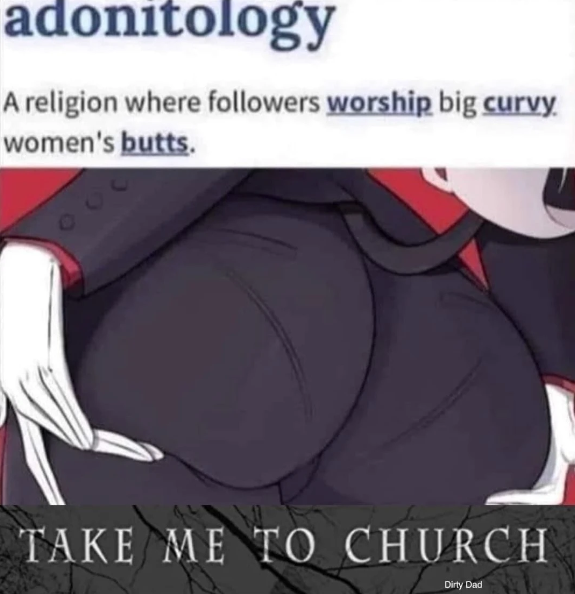 adonitology
A religion where followers worship big curvy
women's butts.
TAKE ME TO CHURCH
Dirty Dad